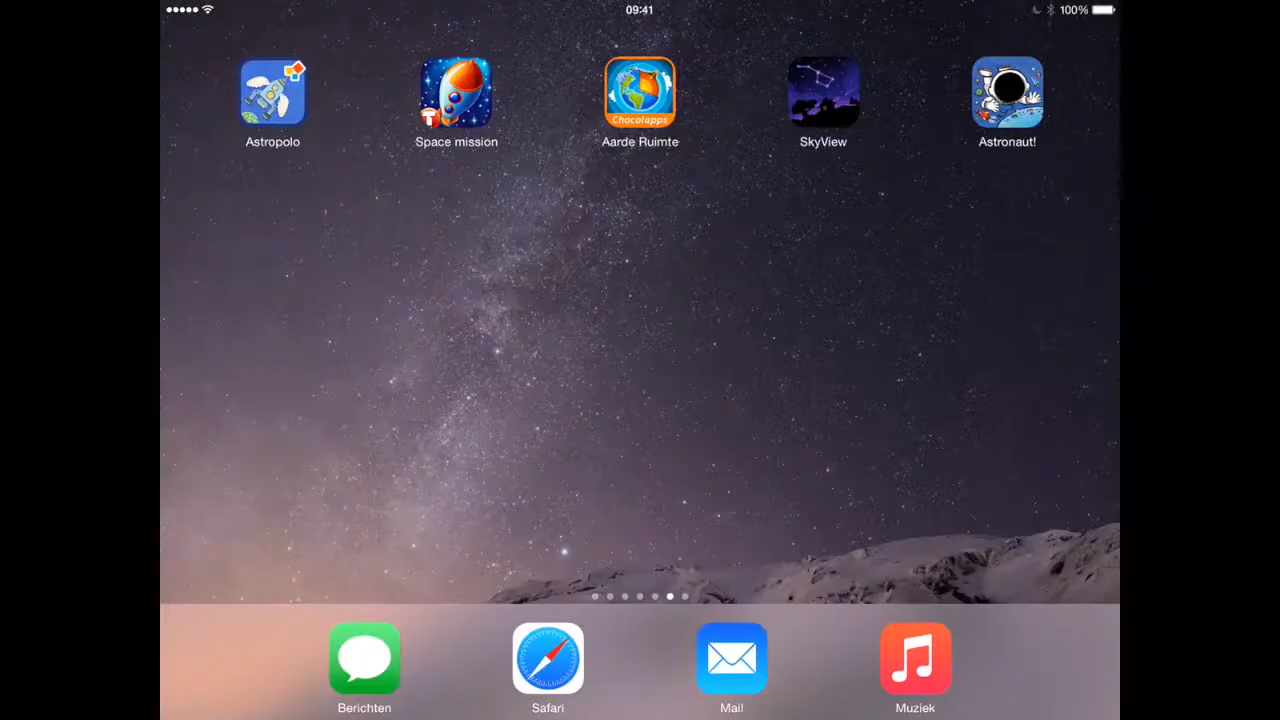 09:41
100%
T
Chocolapps
Astropolo
Space mission
Aarde Ruimte
SkyView
Astronaut!
Berichten
Safari
Mail
Muziek